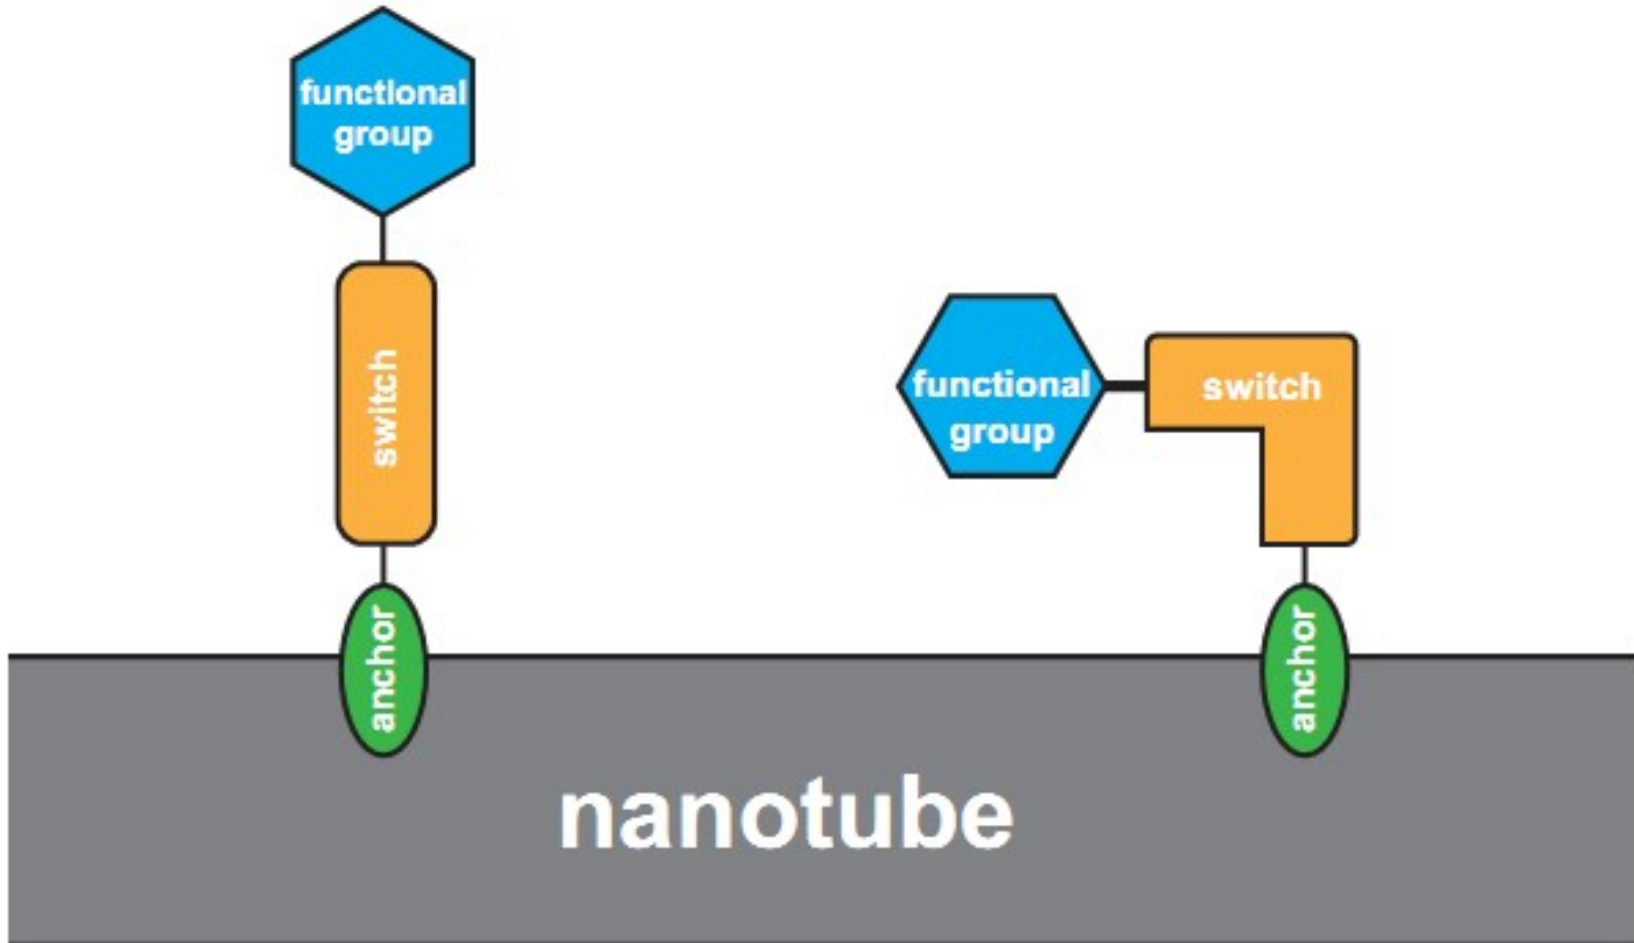 functional
group
switch
anchor
functional
group
switch
anchor
nanotube